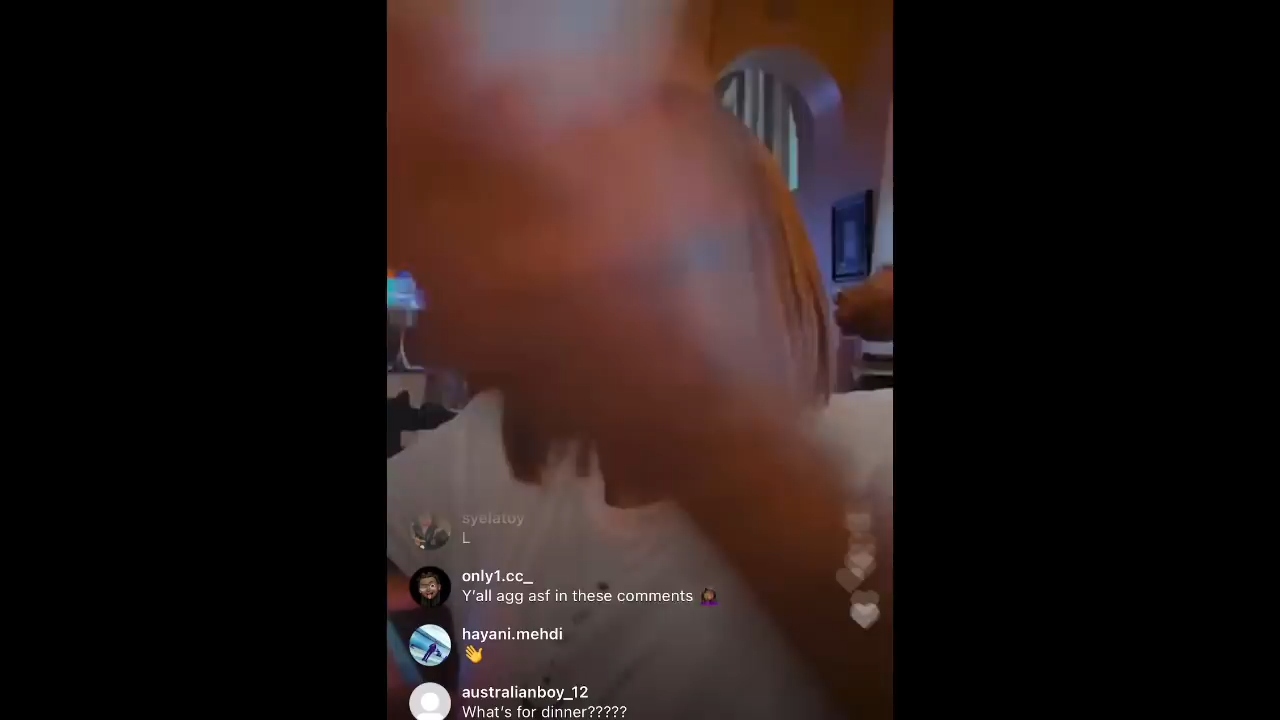 syelatoy
L
only1.cc_
Y'all agg asf in these comments 🤦🏾‍♀️
hayani.mehdi
👋
australianboy_12
What's for dinner?????